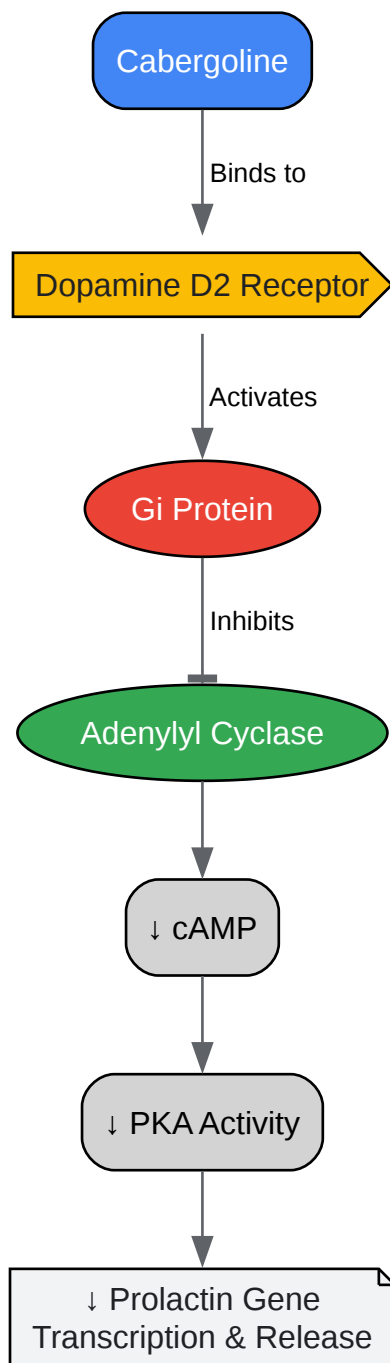 Cabergoline
Binds to
Dopamine D2 Receptor
Activates
Gi Protein
Inhibits
Adenylyl Cyclase
↓ cAMP
↓ PKA Activity
↓ Prolactin Gene
Transcription & Release